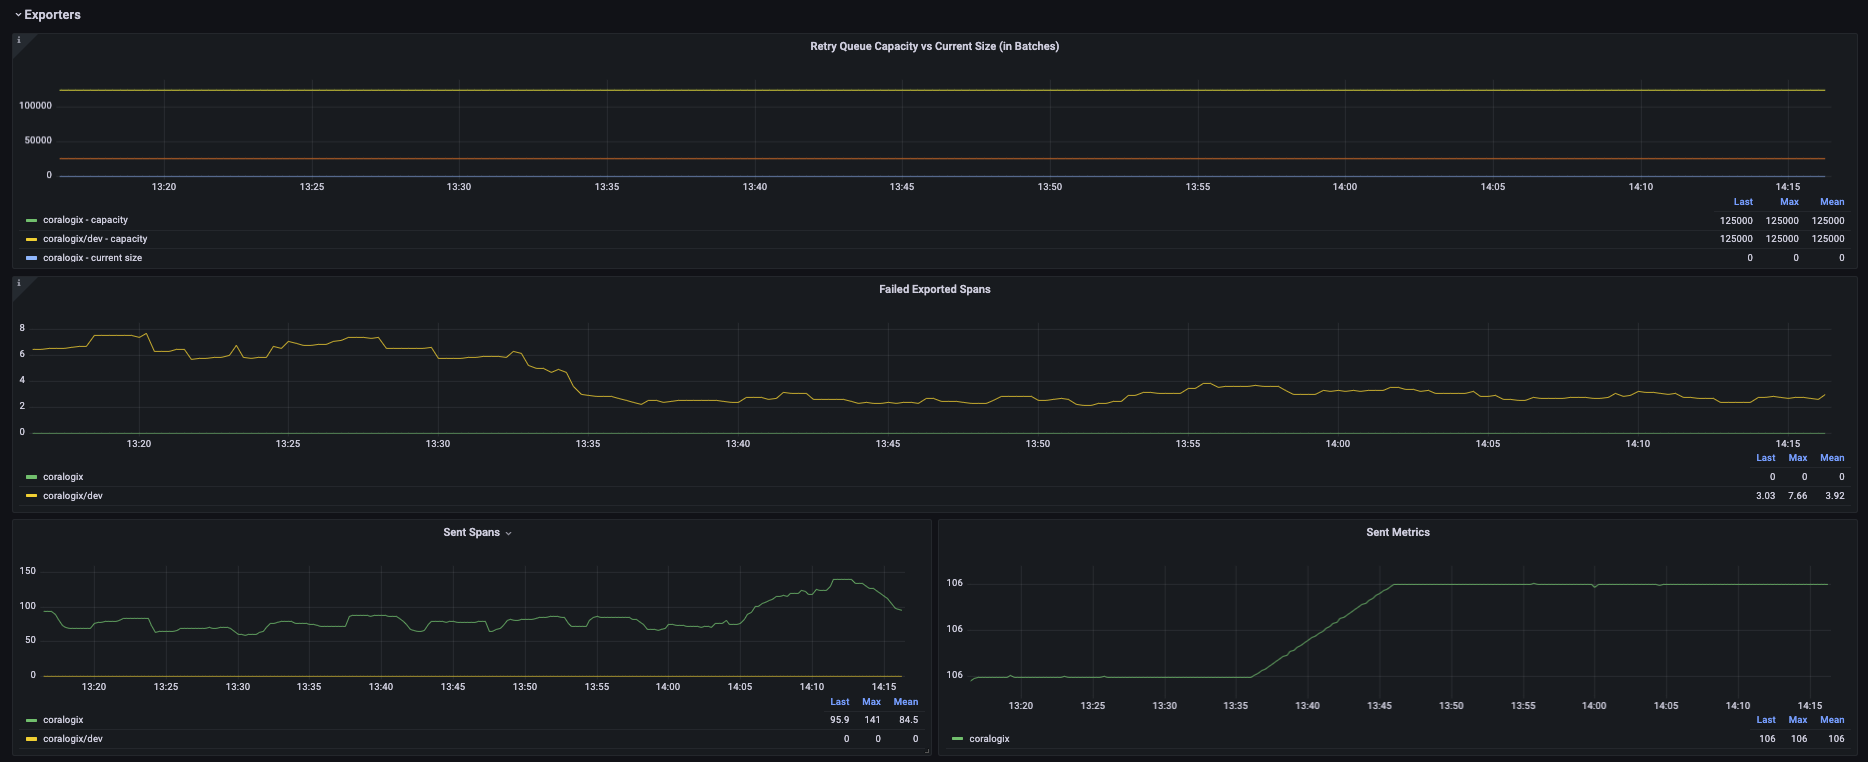 Exporters
i
Retry Queue Capacity vs Current Size (in Batches)
100000
50000
0
13:20 13:25 13:30 13:35 13:40 13:45 13:50 13:55 14:00 14:05 14:10 14:15
Last Max Mean
coralogix - capacity 125000 125000 125000
coralogix/dev - capacity 125000 125000 125000
coralogix - current size 0 0 0
i
Failed Exported Spans
8
6
4
2
0
13:20 13:25 13:30 13:35 13:40 13:45 13:50 13:55 14:00 14:05 14:10 14:15
Last Max Mean
coralogix 0 0 0
coralogix/dev 3.03 7.66 3.92
Sent Spans
150
100
50
0
13:20 13:25 13:30 13:35 13:40 13:45 13:50 13:55 14:00 14:05 14:10 14:15
Last Max Mean
coralogix 95.9 141 84.5
coralogix/dev 0 0 0
Sent Metrics
106
106
106
13:20 13:25 13:30 13:35 13:40 13:45 13:50 13:55 14:00 14:05 14:10 14:15
Last Max Mean
coralogix 106 106 106